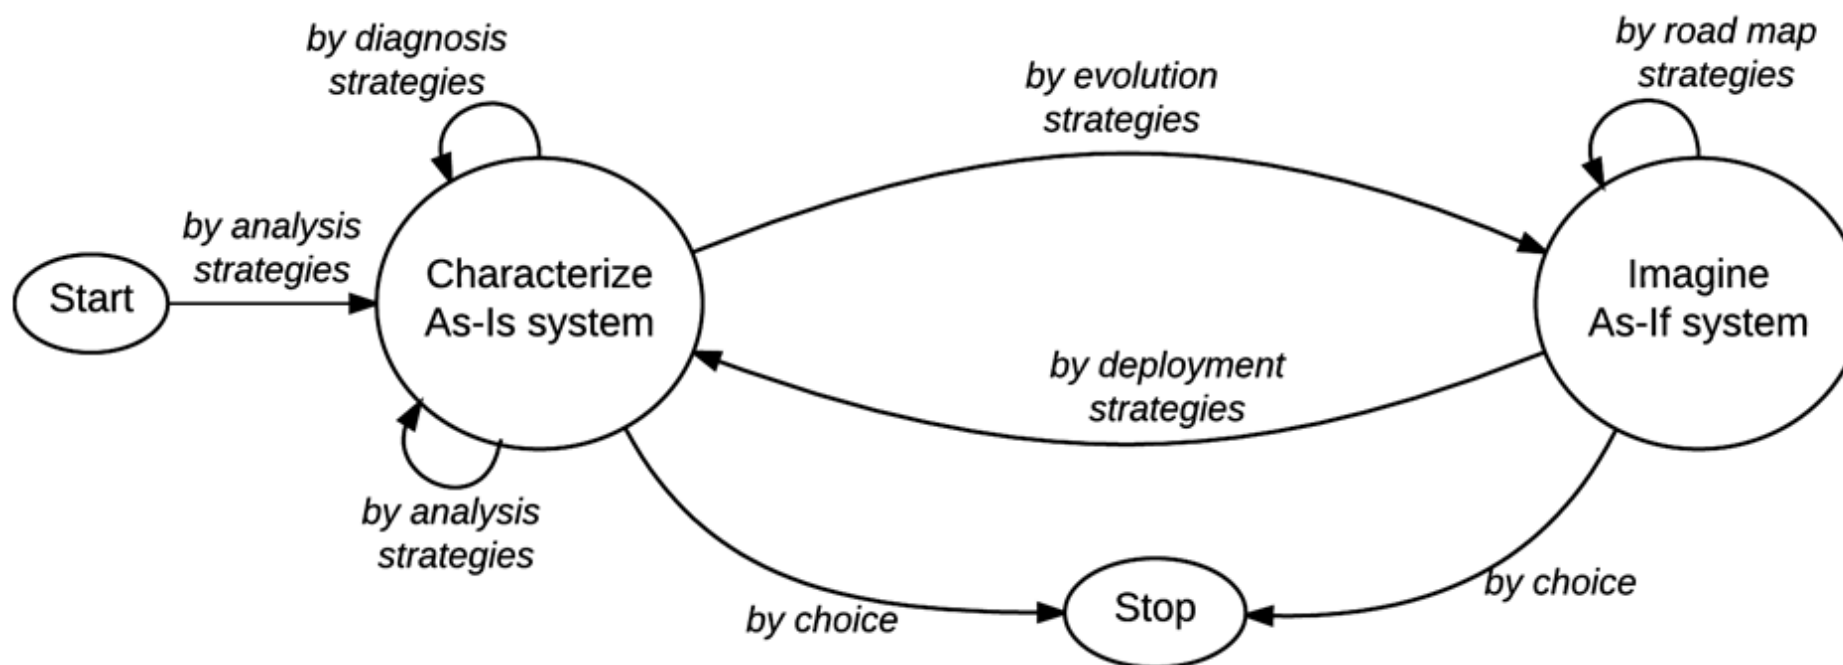 by diagnosis
strategies
by evolution
strategies
by road map
strategies
by analysis
strategies
Start
Characterize
As-Is system
Imagine
As-If system
by deployment
strategies
by analysis
strategies
by choice
Stop
by choice